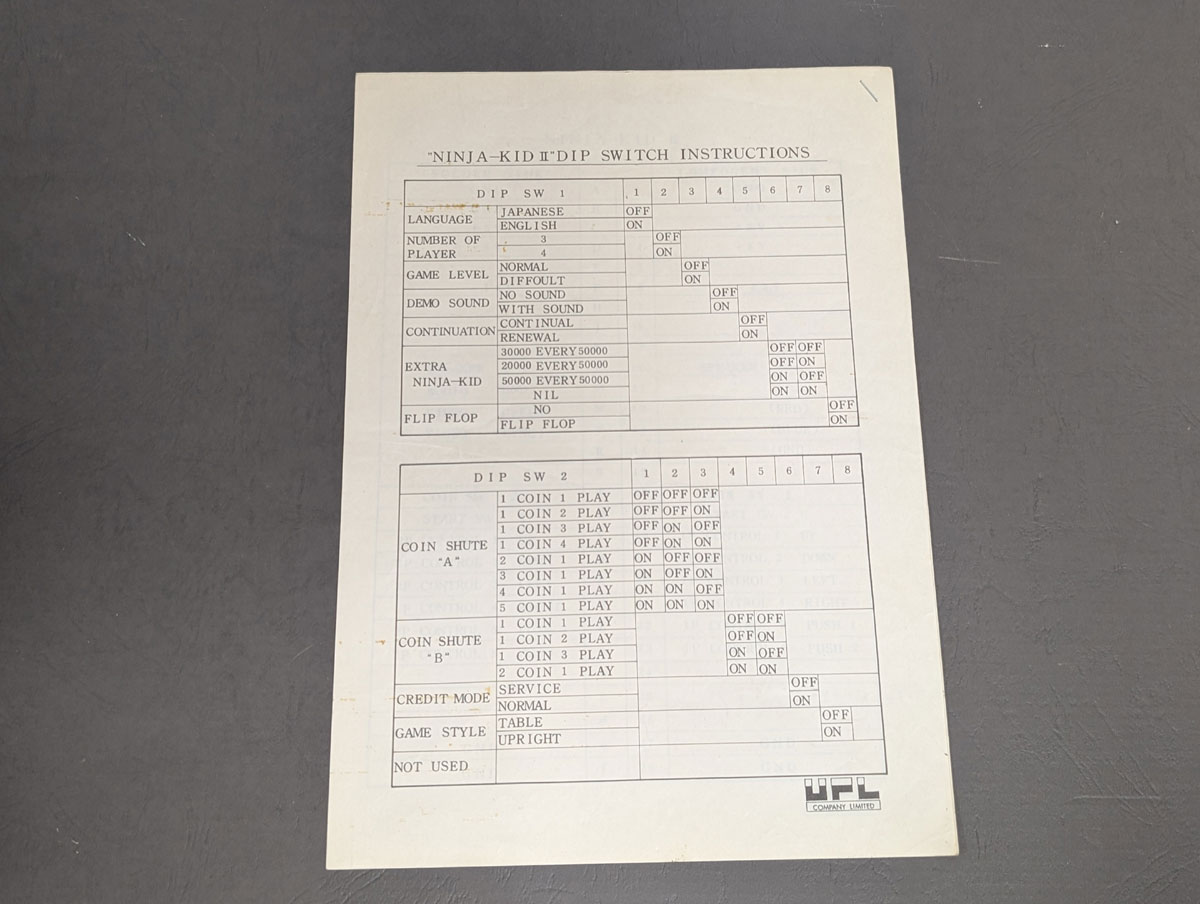 "NINJA-KID II" DIP SWITCH INSTRUCTIONS
DIP SW 1 1 2 3 4 5 6 7 8
LANGUAGE JAPANESE OFF
ENGLISH ON
NUMBER OF PLAYER 3 OFF
4 ON
GAME LEVEL NORMAL OFF
DIFFOULT ON
DEMO SOUND NO SOUND OFF
WITH SOUND ON
CONTINUATION CONTINUAL OFF
RENEWAL ON
EXTRA NINJA-KID 30000 EVERY 50000 OFF OFF
20000 EVERY 50000 OFF ON
50000 EVERY 50000 ON OFF
NIL ON ON
FLIP FLOP NO OFF
FLIP FLOP ON
DIP SW 2 1 2 3 4 5 6 7 8
COIN SHUTE "A" 1 COIN 1 PLAY OFF OFF OFF
1 COIN 2 PLAY OFF OFF ON
1 COIN 3 PLAY OFF ON OFF
1 COIN 4 PLAY OFF ON ON
2 COIN 1 PLAY ON OFF OFF
3 COIN 1 PLAY ON OFF ON
4 COIN 1 PLAY ON ON OFF
5 COIN 1 PLAY ON ON ON
COIN SHUTE "B" 1 COIN 1 PLAY OFF OFF
1 COIN 2 PLAY OFF ON
1 COIN 3 PLAY ON OFF
2 COIN 1 PLAY ON ON
CREDIT MODE SERVICE OFF
NORMAL ON
GAME STYLE TABLE OFF
UPRIGHT ON
NOT USED
UPL
COMPANY LIMITED